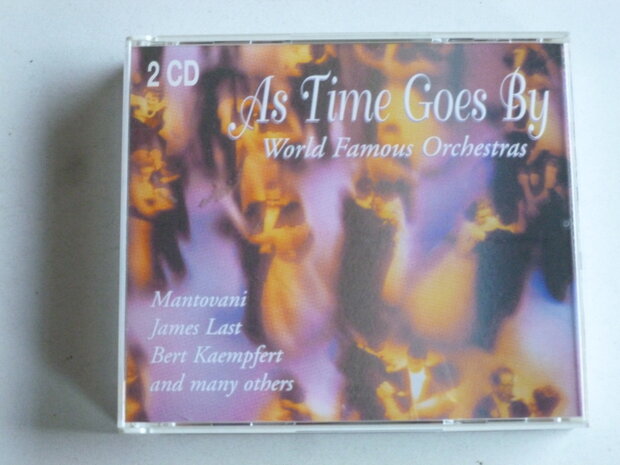 2 CD
As Time Goes By
World Famous Orchestras
Mantovani
James Last
Bert Kaempfert
and many others